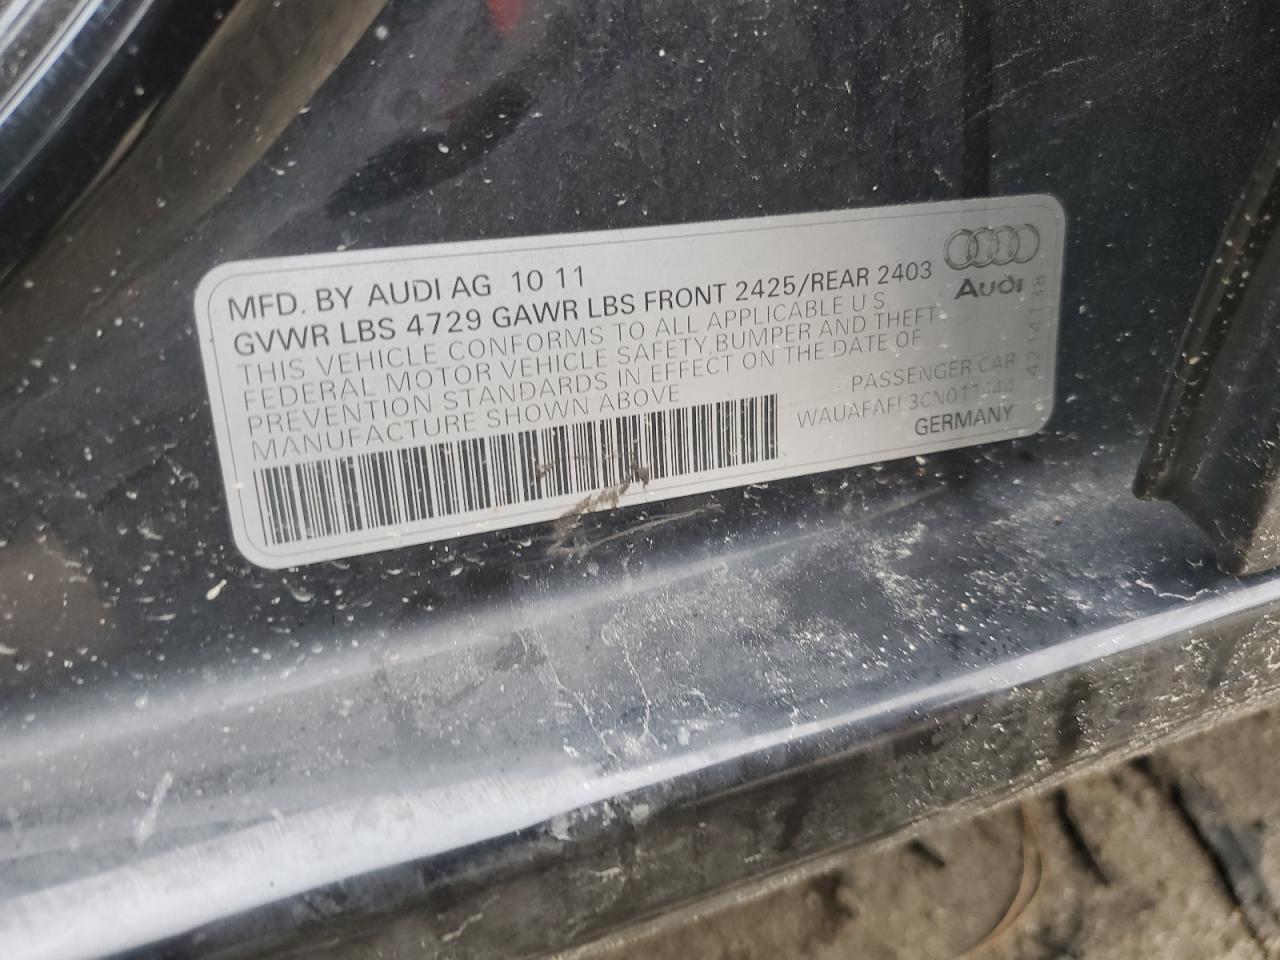 MFD. BY AUDI AG 10 11
GVWR LBS 4729 GAWR LBS FRONT 2425/REAR 2403
THIS VEHICLE CONFORMS TO ALL APPLICABLE U S
FEDERAL MOTOR VEHICLE SAFETY, BUMPER AND THEFT
PREVENTION STANDARDS IN EFFECT ON THE DATE OF
MANUFACTURE SHOWN ABOVE
Audi
PASSENGER CAR
GERMANY
4214138